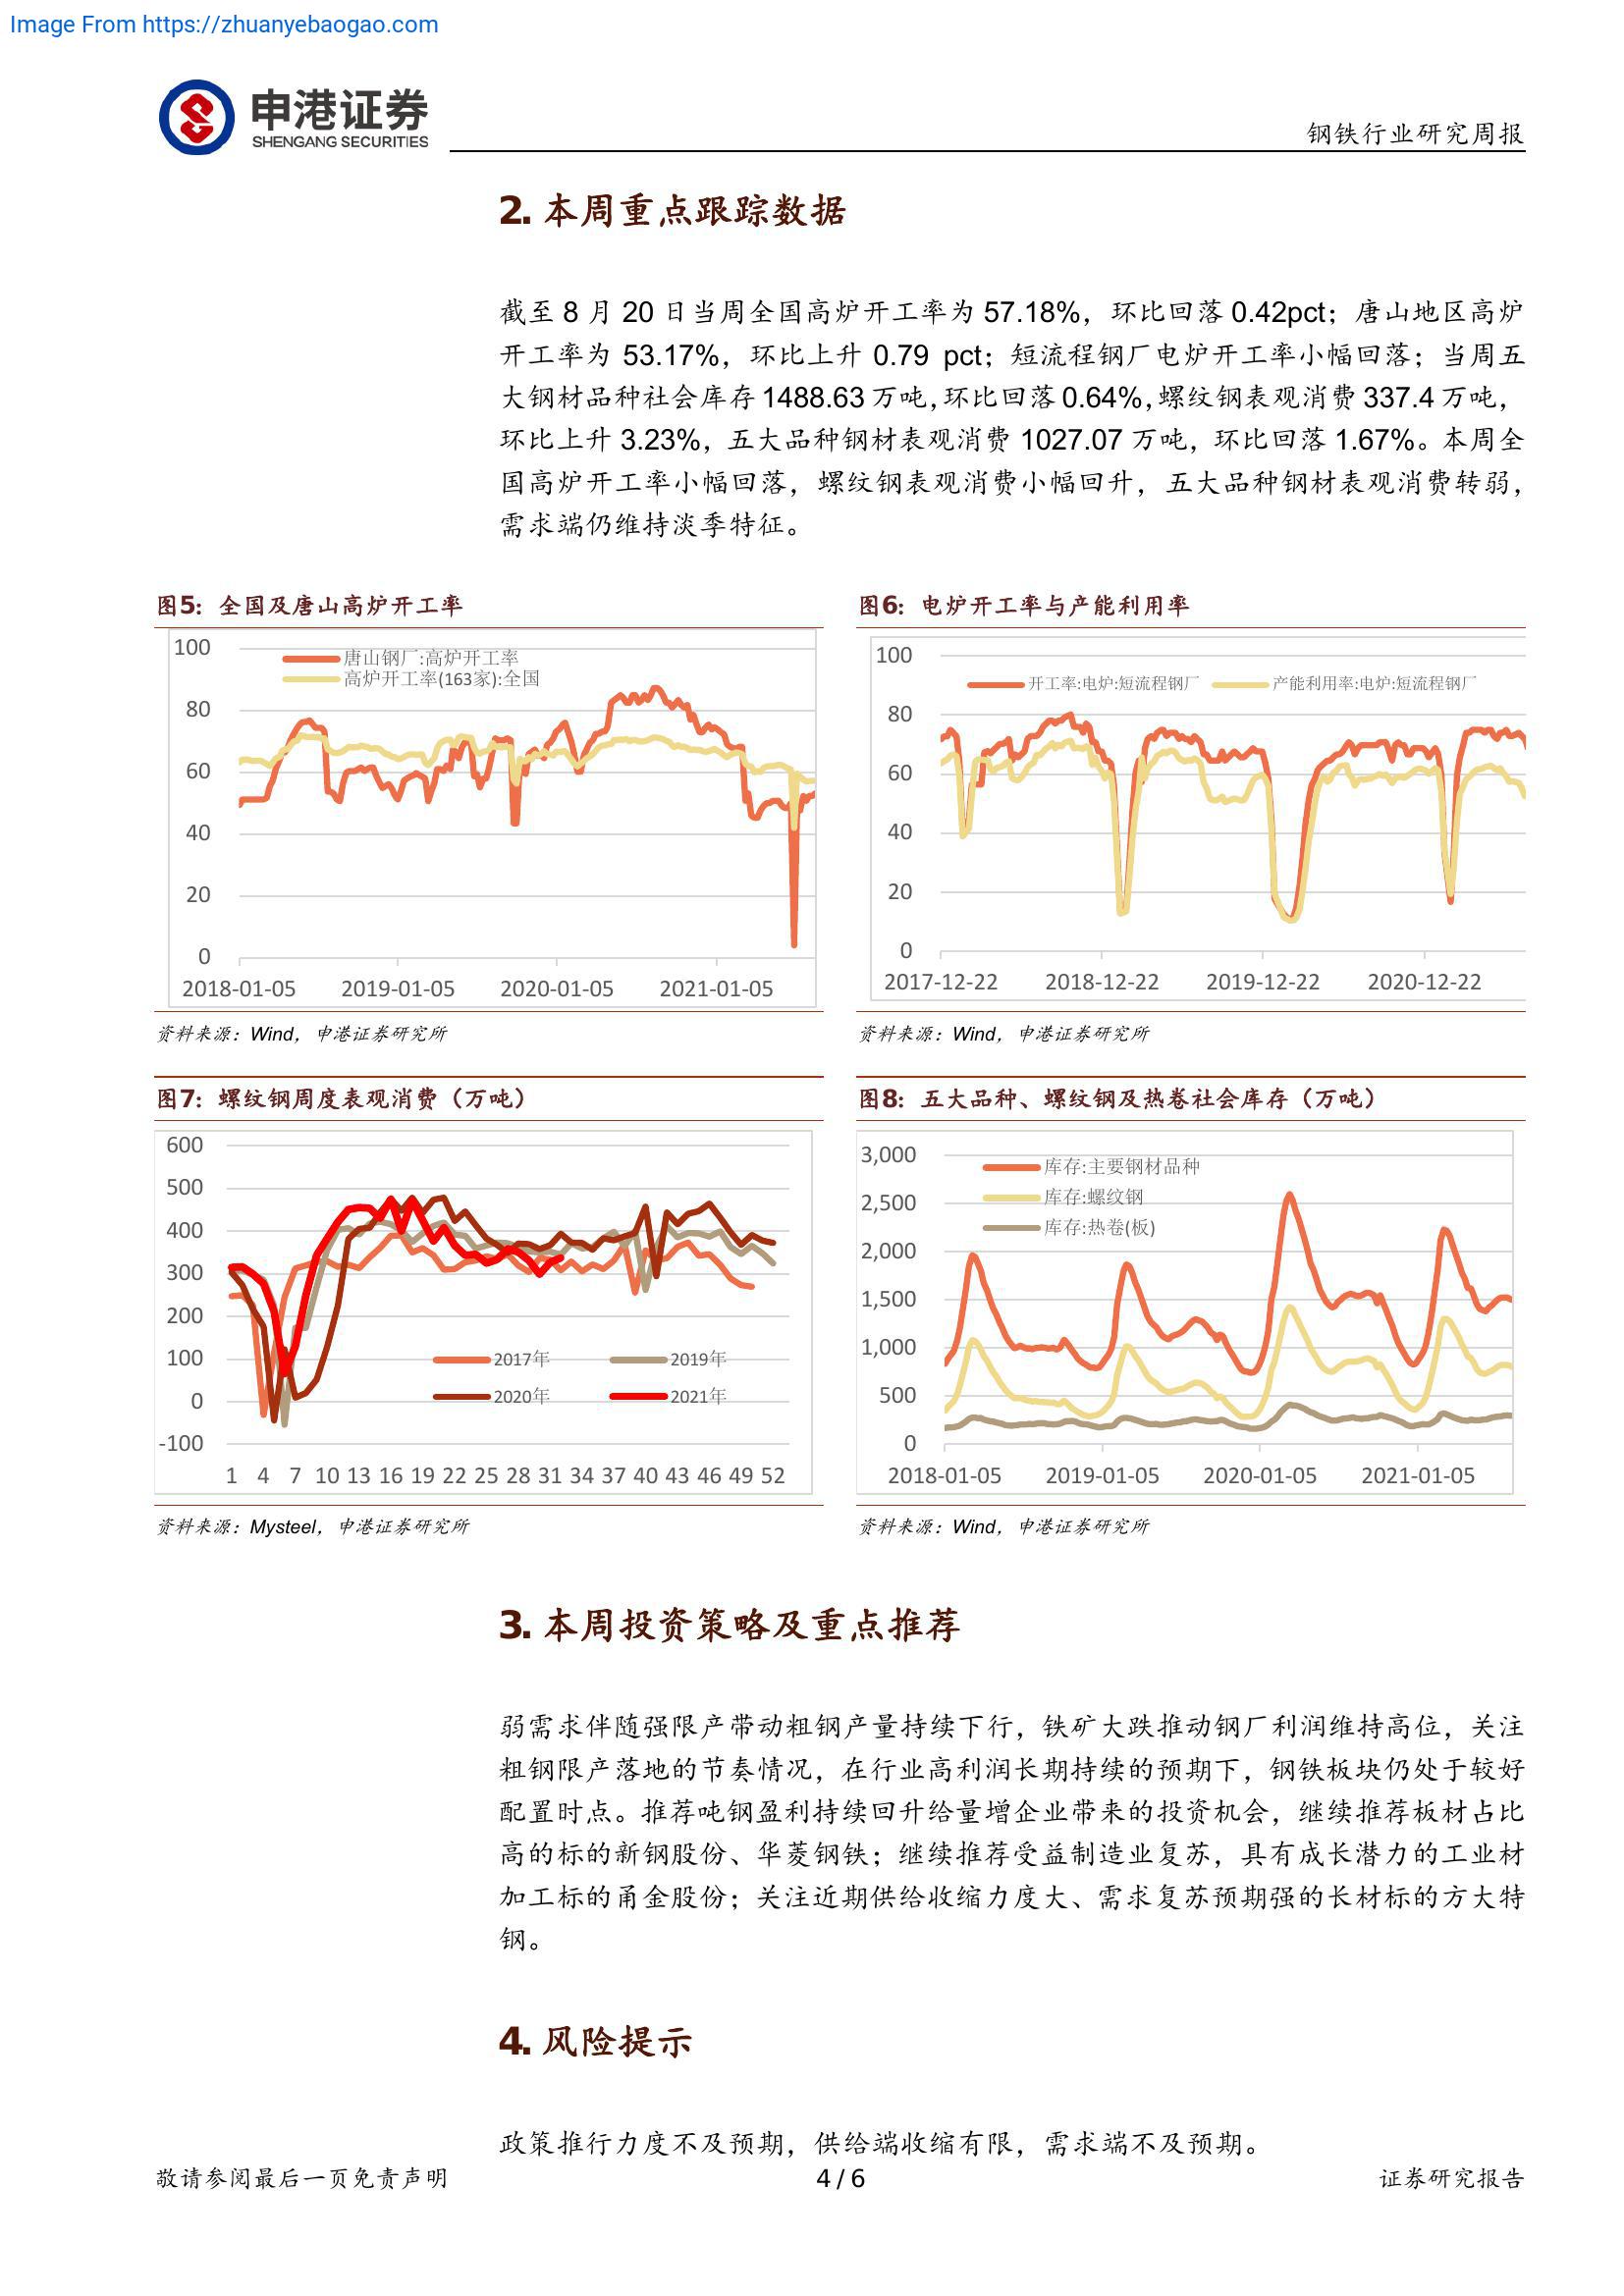 Image From https://zhuanyebaogao.com
申港证券
SHENGANG SECURITIES
钢铁行业研究周报
2. 本周重点跟踪数据
截至 8 月 20 日当周全国高炉开工率为 57.18%，环比回落 0.42pct；唐山地区高炉
开工率为 53.17%，环比上升 0.79 pct；短流程钢厂电炉开工率小幅回落；当周五
大钢材品种社会库存 1488.63 万吨，环比回落 0.64%，螺纹钢表观消费 337.4 万吨，
环比上升 3.23%，五大品种钢材表观消费 1027.07 万吨，环比回落 1.67%。本周全
国高炉开工率小幅回落，螺纹钢表观消费小幅回升，五大品种钢材表观消费转弱，
需求端仍维持淡季特征。
图5：全国及唐山高炉开工率
100
80
60
40
20
0
唐山钢厂:高炉开工率
高炉开工率(163家):全国
2018-01-05 2019-01-05 2020-01-05 2021-01-05
资料来源：Wind，申港证券研究所
图6：电炉开工率与产能利用率
100
80
60
40
20
0
开工率:电炉:短流程钢厂 产能利用率:电炉:短流程钢厂
2017-12-22 2018-12-22 2019-12-22 2020-12-22
资料来源：Wind，申港证券研究所
图7：螺纹钢周度表观消费（万吨）
600
500
400
300
200
100
0
-100
2017年 2019年
2020年 2021年
1 4 7 10 13 16 19 22 25 28 31 34 37 40 43 46 49 52
资料来源：Mysteel，申港证券研究所
图8：五大品种、螺纹钢及热卷社会库存（万吨）
3,000
2,500
2,000
1,500
1,000
500
0
库存:主要钢材品种
库存:螺纹钢
库存:热卷(板)
2018-01-05 2019-01-05 2020-01-05 2021-01-05
资料来源：Wind，申港证券研究所
3. 本周投资策略及重点推荐
弱需求伴随强限产带动粗钢产量持续下行，铁矿大跌推动钢厂利润维持高位，关注
粗钢限产落地的节奏情况，在行业高利润长期持续的预期下，钢铁板块仍处于较好
配置时点。推荐吨钢盈利持续回升给量增企业带来的投资机会，继续推荐板材占比
高的标的新钢股份、华菱钢铁；继续推荐受益制造业复苏，具有成长潜力的工业材
加工标的甬金股份；关注近期供给收缩力度大、需求复苏预期强的长材标的方大特
钢。
4. 风险提示
政策推行力度不及预期，供给端收缩有限，需求端不及预期。
敬请参阅最后一页免责声明
4 / 6
证券研究报告